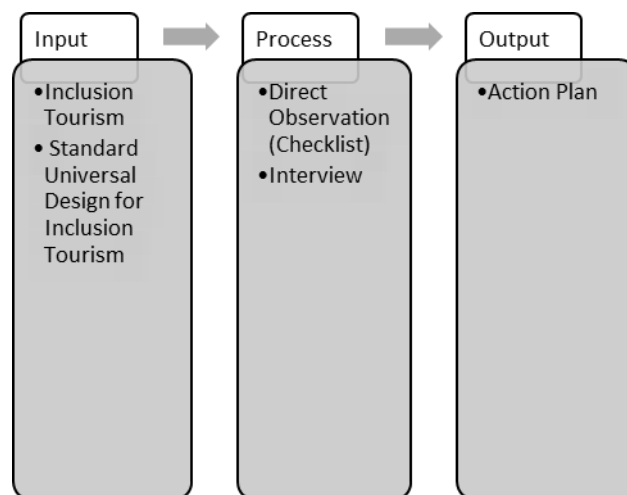 Input
Process
Output
•Inclusion
Tourism
• Standard
Universal
Design for
Inclusion
Tourism
•Direct
Observation
(Checklist)
•Interview
•Action Plan